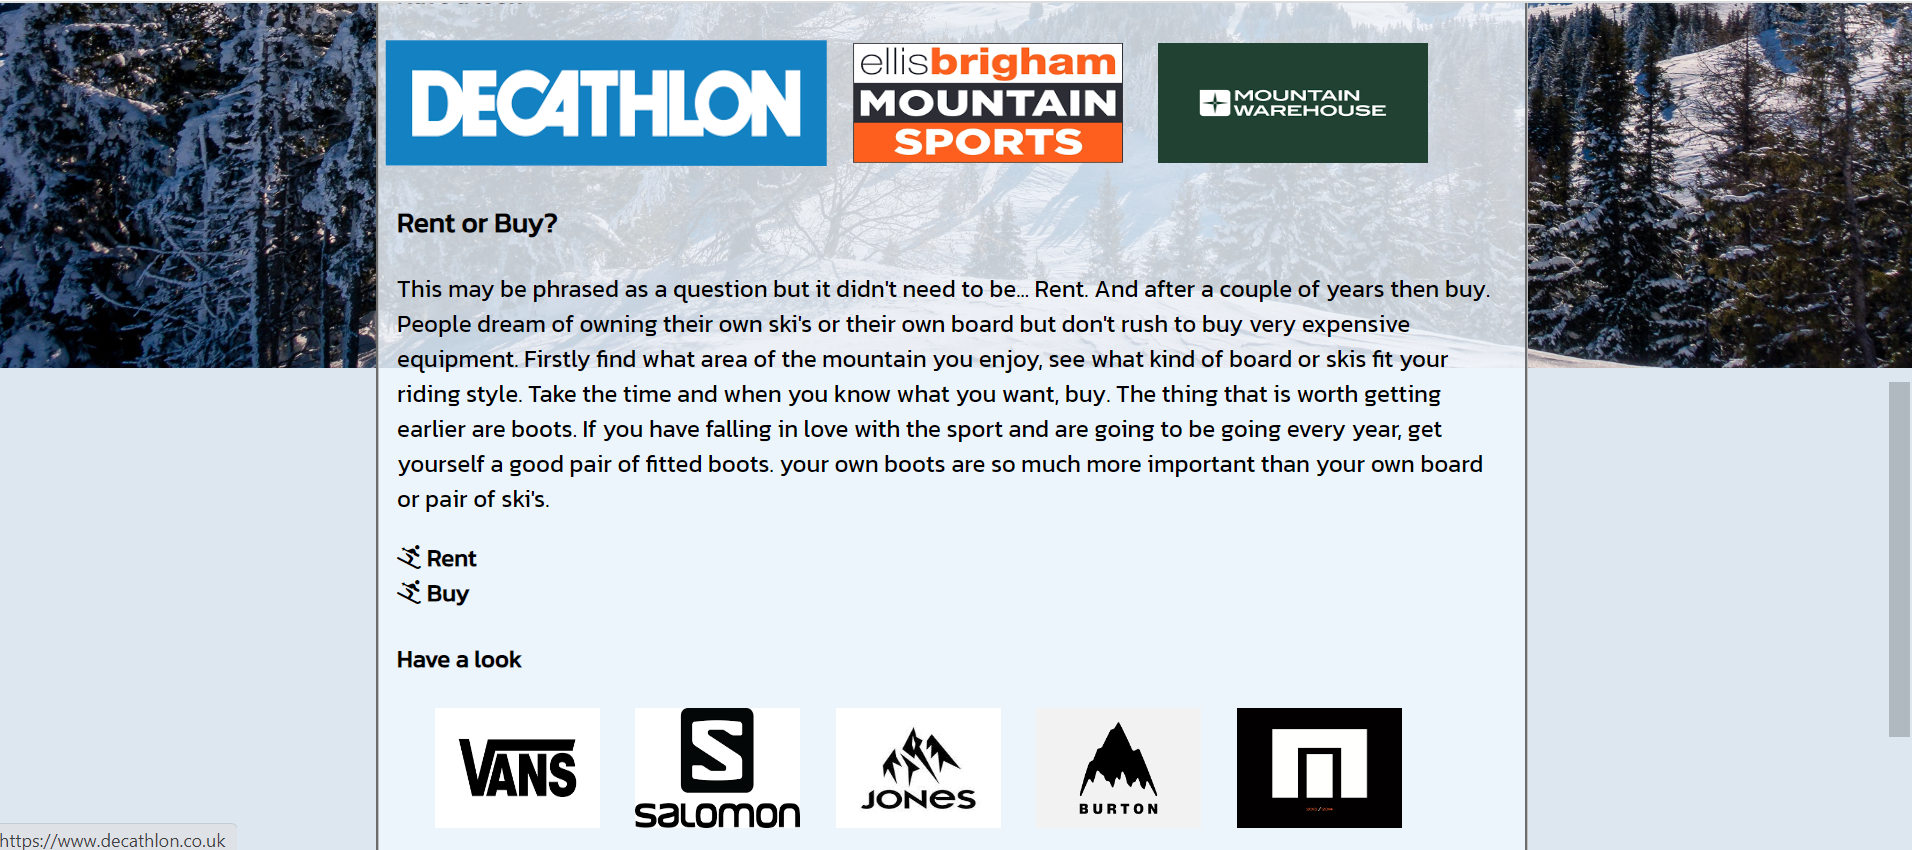 DECATHLON
ellisbrigham
MOUNTAIN
SPORTS
MOUNTAIN
WAREHOUSE
Rent or Buy?
This may be phrased as a question but it didn't need to be... Rent. And after a couple of years then buy.
People dream of owning their own ski's or their own board but don't rush to buy very expensive
equipment. Firstly find what area of the mountain you enjoy, see what kind of board or skis fit your
riding style. Take the time and when you know what you want, buy. The thing that is worth getting
earlier are boots. If you have falling in love with the sport and are going to be going every year, get
yourself a good pair of fitted boots. your own boots are so much more important than your own board
or pair of ski's.
Rent
Buy
Have a look
VANS
SALOMON
JONES
BURTON
https://www.decathlon.co.uk